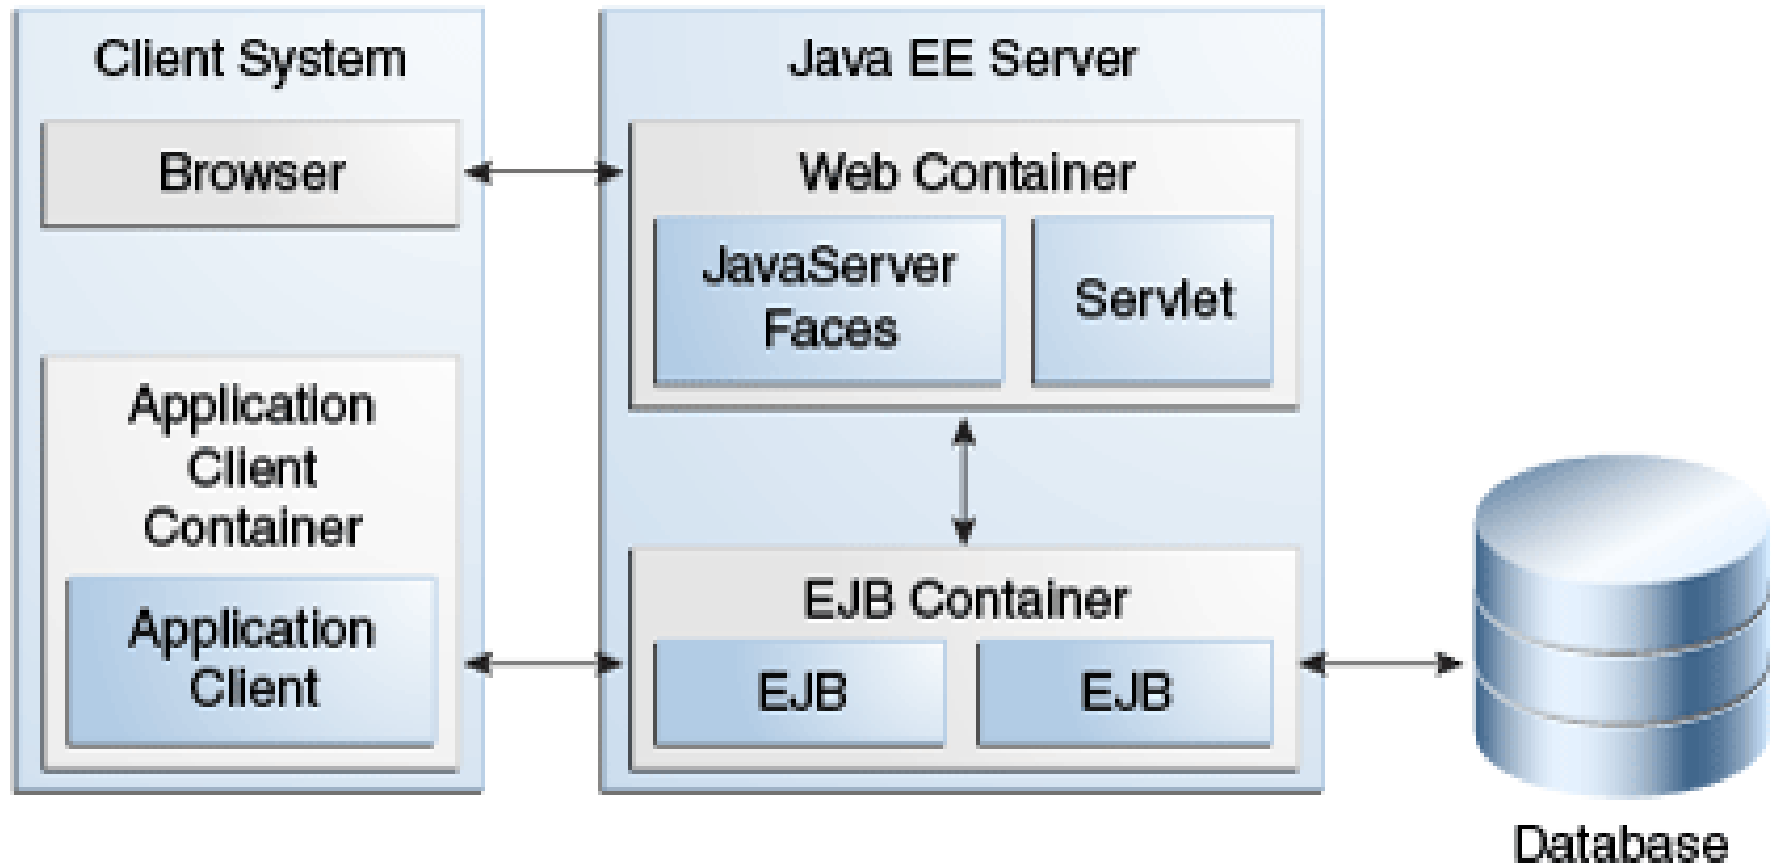 Client System
Browser
Application
Client
Container
Application
Client
Java EE Server
Web Container
JavaServer
Faces
Servlet
EJB Container
EJB
EJB
Database